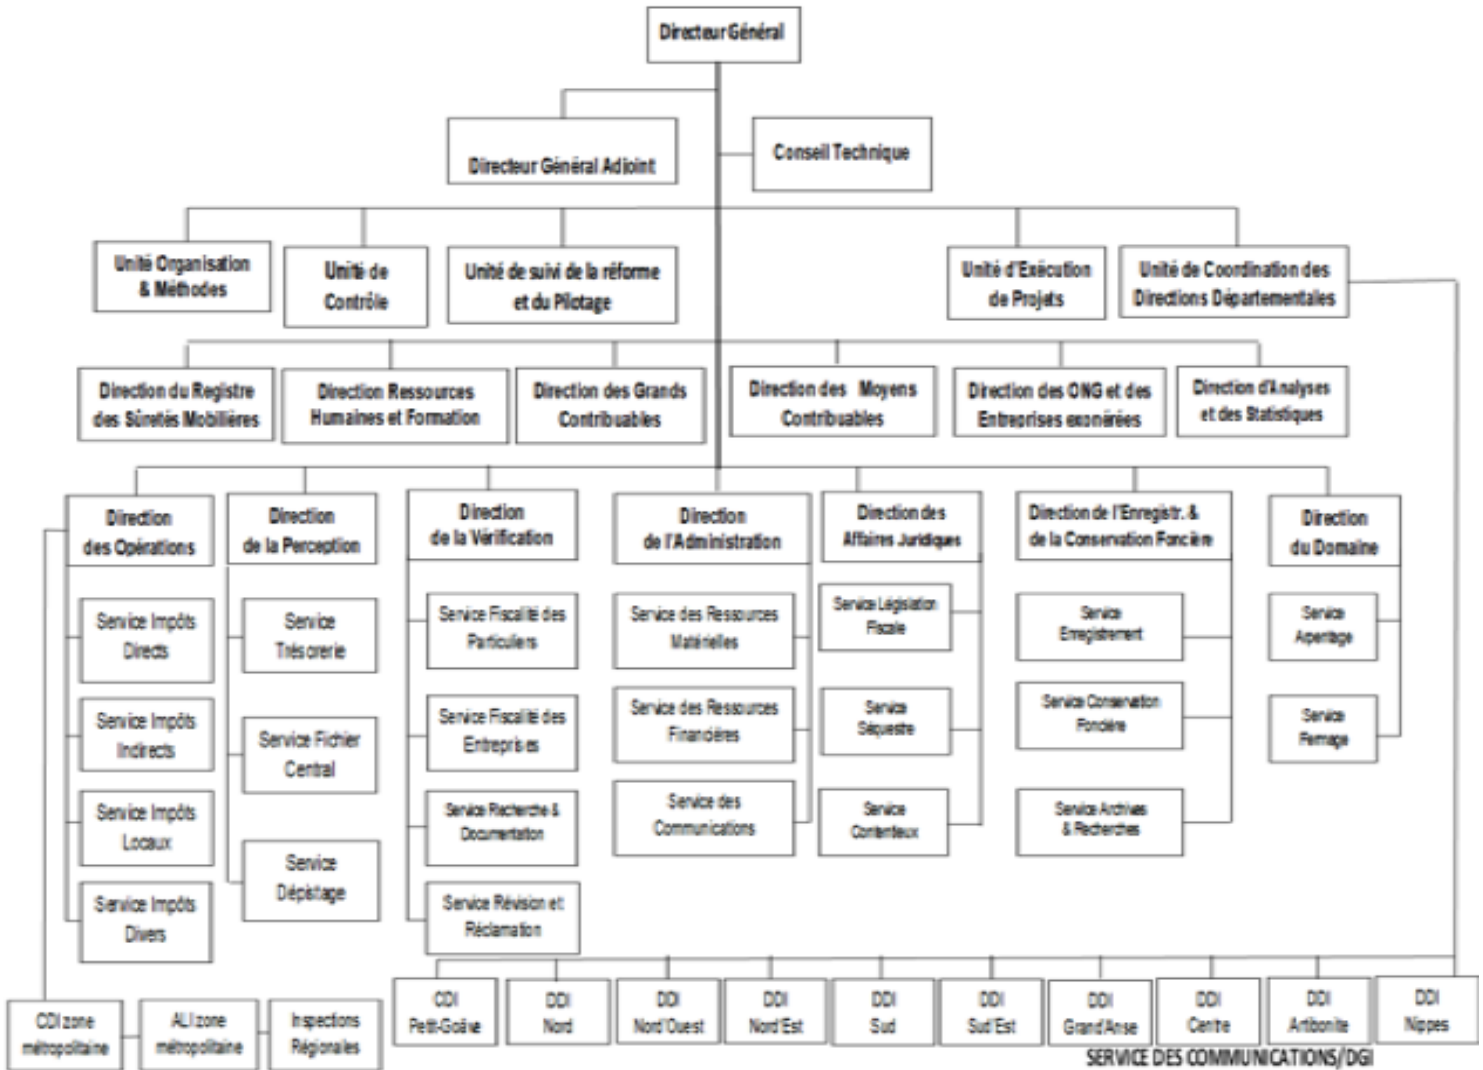 Directeur Général
Directeur Général Adjoint
Conseil Technique
Unité Organisation
& Méthodes
Unité de
Contrôle
Unité de suivi de la réforme
et du Pilotage
Unité d'Exécution
de Projets
Unité de Coordination des
Directions Départementales
Direction du Registre
des Sûretés Mobilières
Direction Ressources
Humaines et Formation
Direction des Grands
Contribuables
Direction des Moyens
Contribuables
Direction des ONG et des
Entreprises exonérées
Direction d'Analyses
et des Statistiques
Direction
des Opérations
Direction
de la Perception
Direction
de la Vérification
Direction
de l'Administration
Direction des
Affaires Juridiques
Direction de l'Enregistr. &
de la Conservation Foncière
Direction
du Domaine
Service Impôts
Directs
Service
Trésorerie
Service Fiscalité des
Particuliers
Service des Ressources
Matérielles
Service Législation
Fiscale
Service
Enregistrement
Service
Arpentage
Service Impôts
Indirects
Service Fichier
Central
Service Fiscalité des
Entreprises
Service des Ressources
Financières
Service
Séquestre
Service Conservation
Foncière
Service
Fermage
Service Impôts
Locaux
Service
Dépistage
Service Recherche &
Documentation
Service des
Communications
Service
Contentieux
Service Archives
& Recherches
Service Impôts
Divers
Service Révision et
Réclamation
CDI zone
métropolitaine
ALI zone
métropolitaine
Inspections
Régionales
CDI
Petit-Goâve
DDI
Nord
DDI
Nord'Ouest
DDI
Nord'Est
DDI
Sud
DDI
Sud'Est
DDI
Grand'Anse
DDI
Centre
DDI
Artibonite
DDI
Nippes
SERVICE DES COMMUNICATIONS/DGI